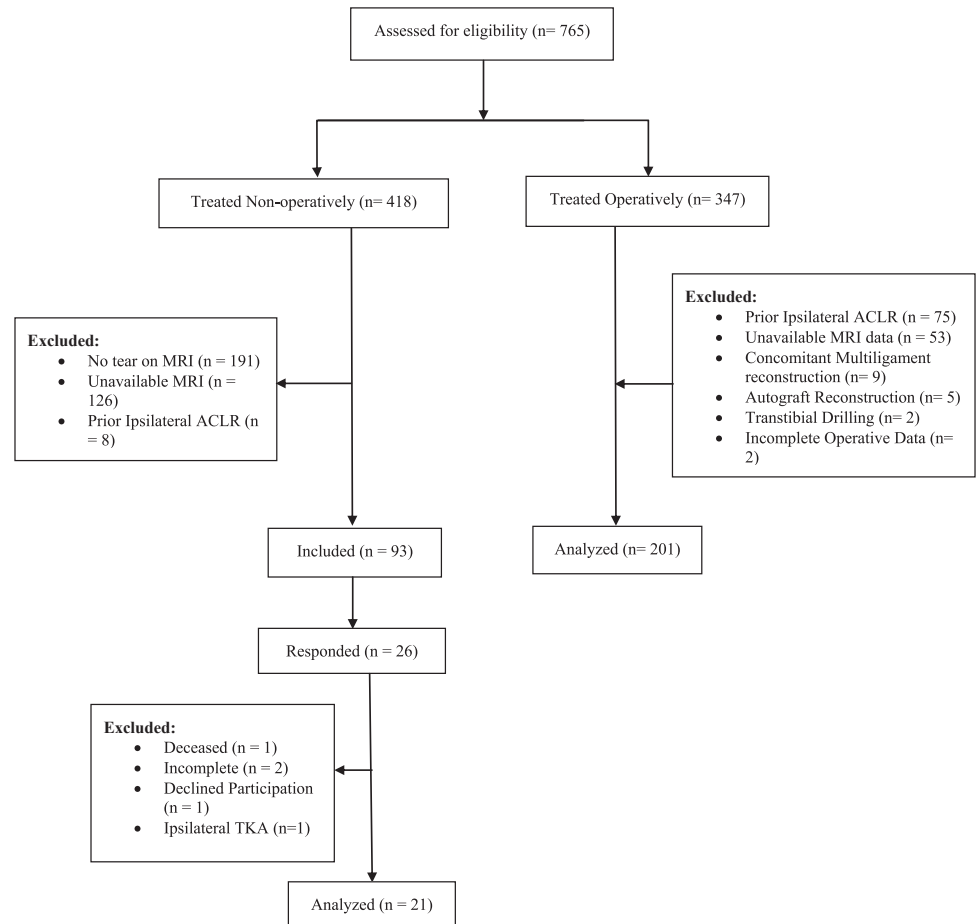 Assessed for eligibility (n= 765)
Treated Non-operatively (n= 418)
Treated Operatively (n= 347)
Excluded:
• No tear on MRI (n = 191)
• Unavailable MRI (n =
126)
• Prior Ipsilateral ACLR (n
= 8)
Excluded:
• Prior Ipsilateral ACLR (n = 75)
• Unavailable MRI data (n = 53)
• Concomitant Multiligament
reconstruction (n= 9)
• Autograft Reconstruction (n= 5)
• Transtibial Drilling (n= 2)
• Incomplete Operative Data (n=
2)
Included (n = 93)
Analyzed (n= 201)
Responded (n = 26)
Excluded:
• Deceased (n = 1)
• Incomplete (n = 2)
• Declined Participation
(n = 1)
• Ipsilateral TKA (n=1)
Analyzed (n = 21)